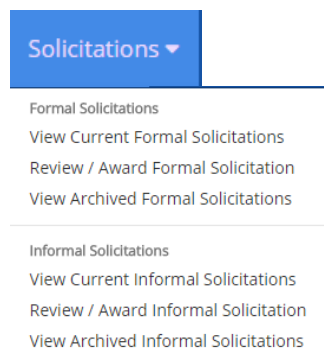 Solicitations
Formal Solicitations
View Current Formal Solicitations
Review / Award Formal Solicitation
View Archived Formal Solicitations
Informal Solicitations
View Current Informal Solicitations
Review / Award Informal Solicitation
View Archived Informal Solicitations